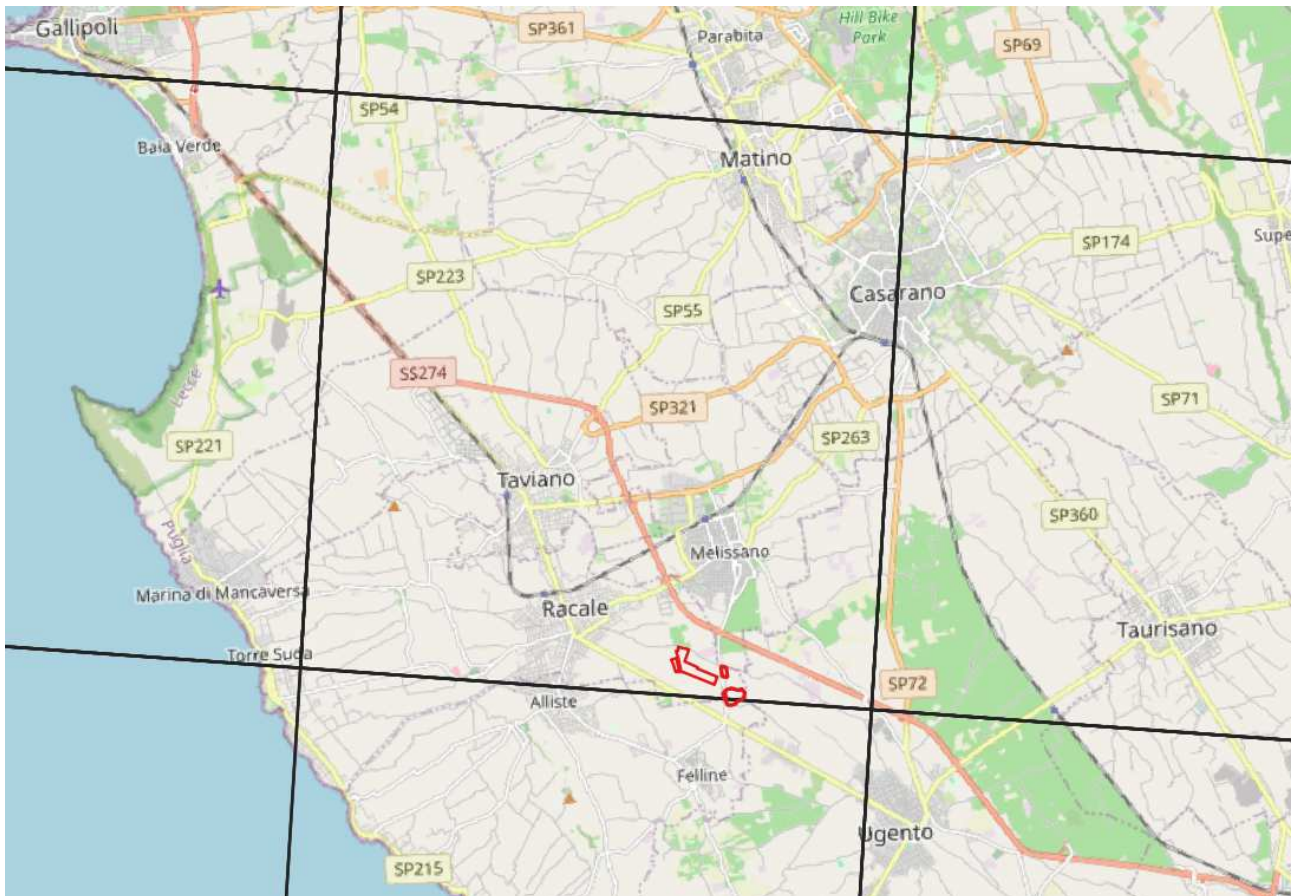 Gallipoli
SP361
Parabita
Hill Bike
Park
SP69
SP54
Baia Verde
Matino
SP174
SP223
Casarano
SP55
SS274
Lecce
SP321
SP71
SP221
SP263
Taviano
SP360
Puglia
Melissano
Marina di Mancaversa
Racale
Taurisano
Torre Suda
SP72
Alliste
Felline
Ugento
SP215